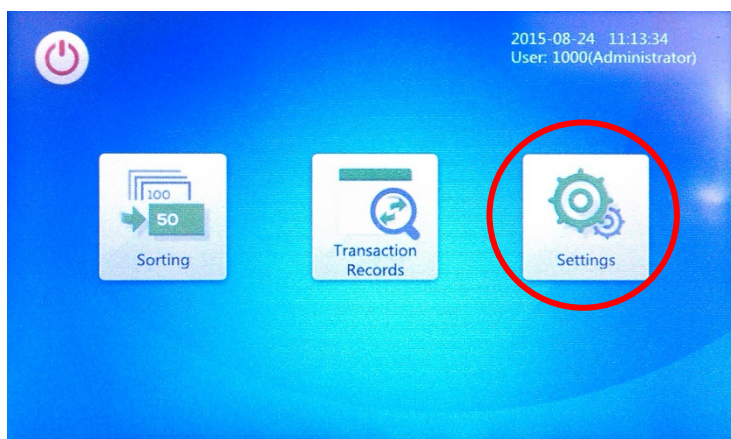 2015-08-24 11:13:34
User: 1000(Administrator)
100
50
Sorting
Transaction
Records
Settings